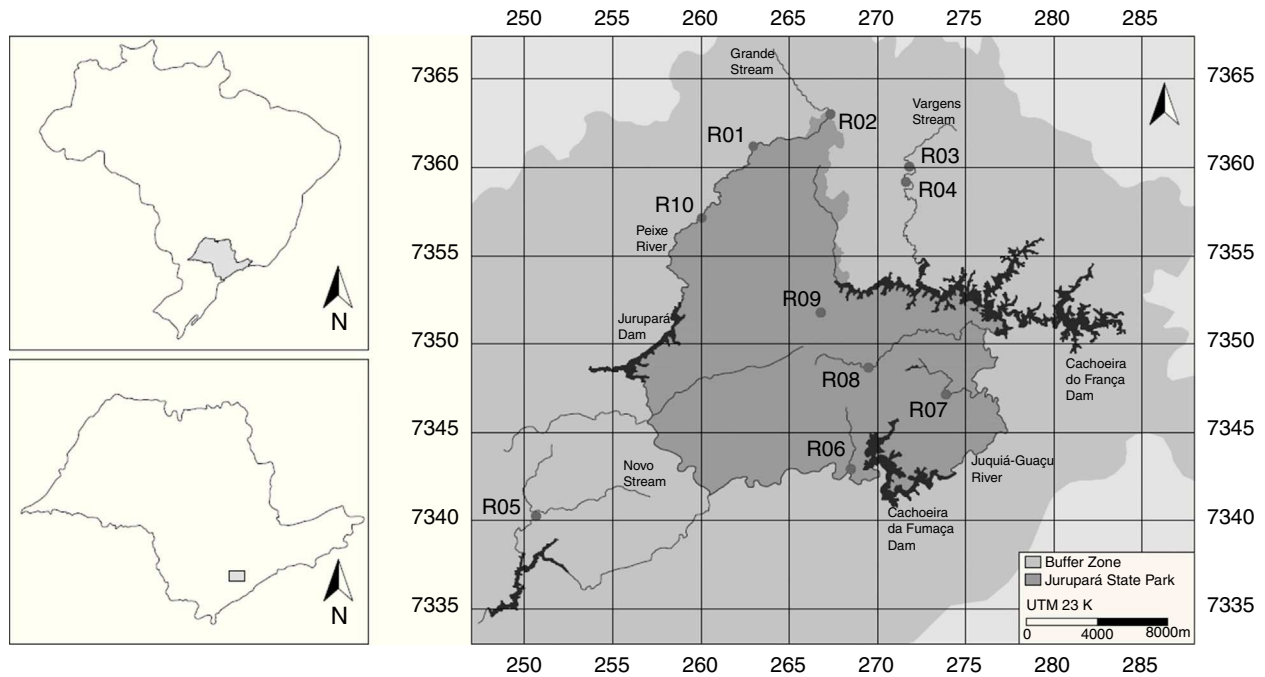 250 255 260 265 270 275 280 285
Grande
Stream
7365
7365
Vargens
Stream
R02
R01
R03
7360
7360
R04
R10
Peixe
River
7355
7355
R09
Jurupará
Dam
7350
7350
Cachoeira
do França
Dam
R08
R07
7345
7345
R06
Novo
Stream
Juquiá-Guaçu
River
R05
Cachoeira
da Fumaça
Dam
7340
7340
7335
7335
Buffer Zone
Jurupará State Park
UTM 23 K
0 4000 8000m
250 255 260 265 270 275 280 285
N
N